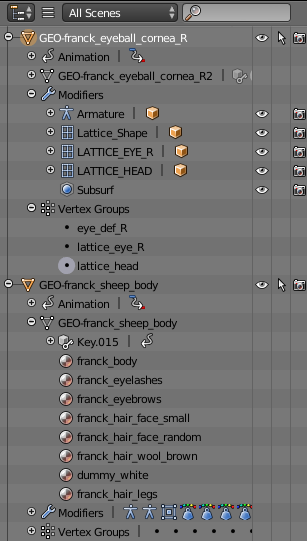 All Scenes
GEO-franck_eyeball_cornea_R
Animation
GEO-franck_eyeball_cornea_R2
Modifiers
Armature
Lattice_Shape
LATTICE_EYE_R
LATTICE_HEAD
Subsurf
Vertex Groups
eye_def_R
lattice_eye_R
lattice_head
GEO-franck_sheep_body
Animation
GEO-franck_sheep_body
Key.015
franck_body
franck_eyelashes
franck_eyebrows
franck_hair_face_small
franck_hair_face_random
franck_hair_wool_brown
dummy_white
franck_hair_legs
Modifiers
Vertex Groups